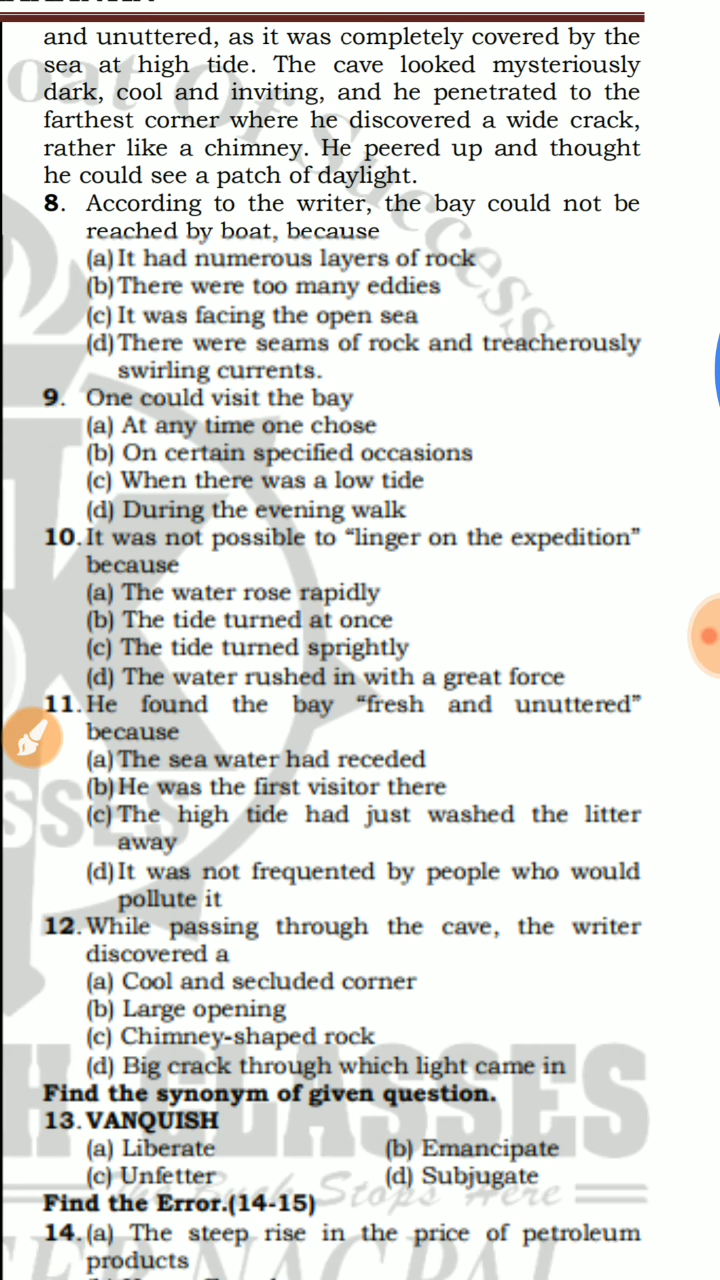 and unuttered, as it was completely covered by the
sea at high tide. The cave looked mysteriously
dark, cool and inviting, and he penetrated to the
farthest corner where he discovered a wide crack,
rather like a chimney. He peered up and thought
he could see a patch of daylight.
8. According to the writer, the bay could not be
reached by boat, because
(a) It had numerous layers of rock
(b) There were too many eddies
(c) It was facing the open sea
(d) There were seams of rock and treacherously
swirling currents.
9. One could visit the bay
(a) At any time one chose
(b) On certain specified occasions
(c) When there was a low tide
(d) During the evening walk
10. It was not possible to “linger on the expedition”
because
(a) The water rose rapidly
(b) The tide turned at once
(c) The tide turned sprightly
(d) The water rushed in with a great force
11. He found the bay “fresh and unuttered”
because
(a) The sea water had receded
(b) He was the first visitor there
(c) The high tide had just washed the litter
away
(d) It was not frequented by people who would
pollute it
12. While passing through the cave, the writer
discovered a
(a) Cool and secluded corner
(b) Large opening
(c) Chimney-shaped rock
(d) Big crack through which light came in
Find the synonym of given question.
13. VANQUISH
(a) Liberate (b) Emancipate
(c) Unfetter (d) Subjugate
Find the Error.(14-15)
14. (a) The steep rise in the price of petroleum
products
oat Of Success
SSES
H CLASSES
Stops Here